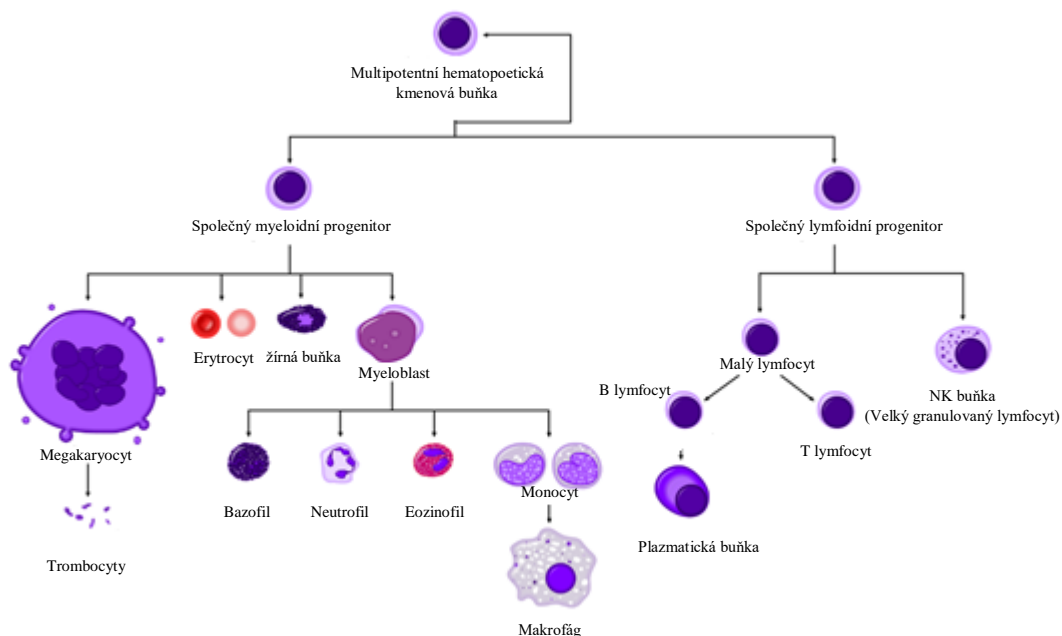 Multipotentní hematopoetická
kmenová buňka
Společný myeloidní progenitor
Společný lymfoidní progenitor
Erytrocyt
žírná buňka
Myeloblast
Malý lymfocyt
B lymfocyt
NK buňka
(Velký granulovaný lymfocyt)
Megakaryocyt
T lymfocyt
Monocyt
Bazofil
Neutrofil
Eozinofil
Plazmatická buňka
Trombocyty
Makrofág